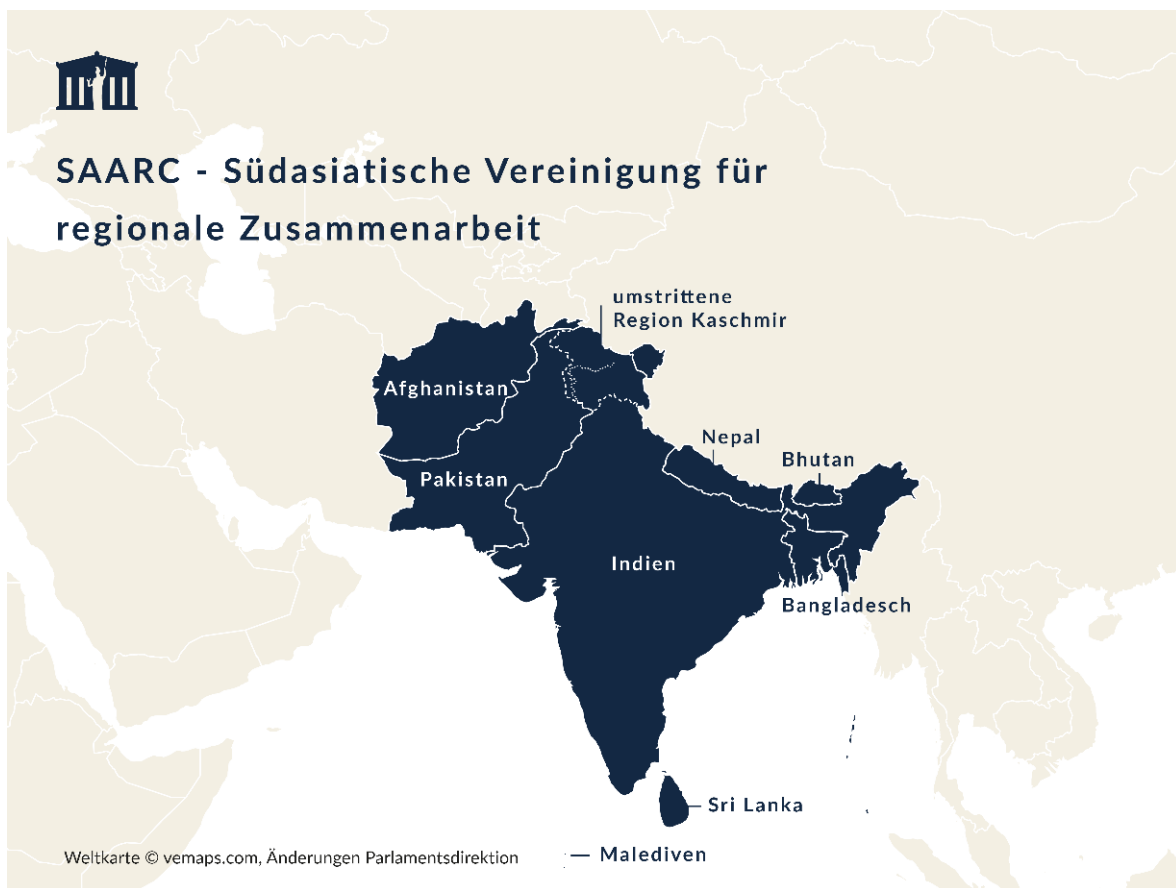 SAARC - Südasiatische Vereinigung für
regionale Zusammenarbeit
umstrittene
Region Kaschmir
Afghanistan
Nepal
Bhutan
Pakistan
Indien
Bangladesch
Sri Lanka
Malediven
Weltkarte © vemaps.com, Änderungen Parlamentsdirektion